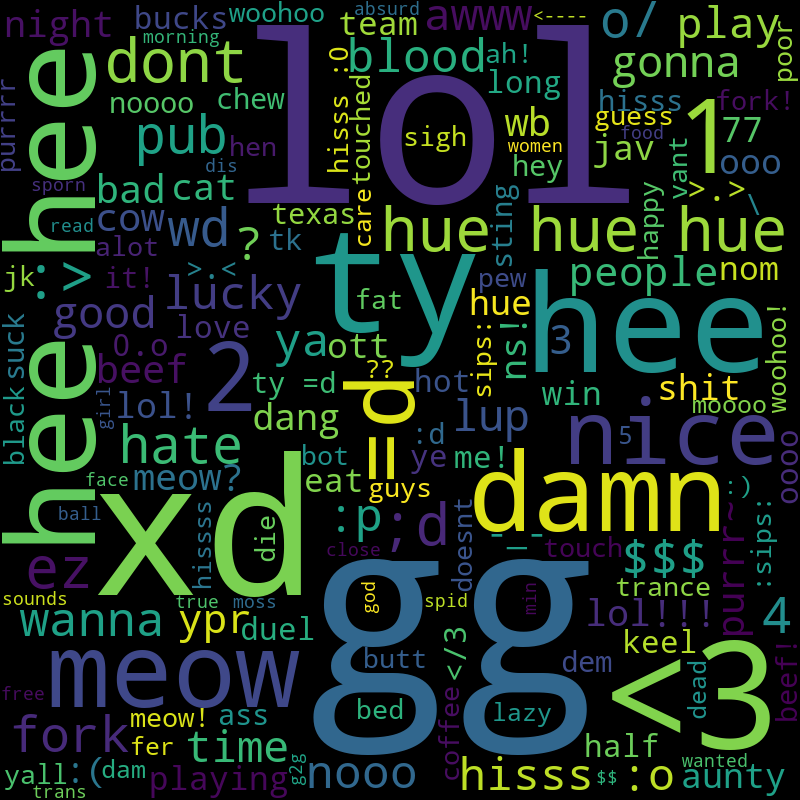 night
bucks
woohoo
absurd
team
awww
<----
o/
play
morning
dont
:O
blood
ah!
gonna
poor
hee hee
lol
purrrr
noooo
chew
hisss
touched
long
hisss
fork!
1
pub
hen
sigh
wb
guess
food
77
women
jav
dis
hey
ooo
sporn
bad
cat
care
vant
>.>
\
read
cow
wd
texas
hue
sting
hue
happy
hue
alot
?
tk
ty
jk
:>
it!
>.<
lucky
pew
people
nom
good
fat
hee
hue
love
ya
ott
ns!
3
woohoo!
O.o
beef
2
??
sips:
black
suck
ty =d
=d
hot
win
shit
moooo
girl
lol!
dang
lup
nice
hee
hate
:d
5
oooo
meow?
bot
ye
me!
face
xd
eat
guys
damn
:)
ball
hissss
die
:p
;d
doesnt
-_-
purrr~
:sips:
close
touch
$$$
ez
gg
sounds
true
moss
god
spid
min
trance
wanna
ypr
duel
lol!!!
4
</3
keel
meow
butt
dem
<3
dead
beef!
free
bed
lazy
fork
meow!
ass
coffee
fer
time
half
wanted
yall
:(
dam
playing
g2g
nooo
hisss
$$
:o
aunty
trans